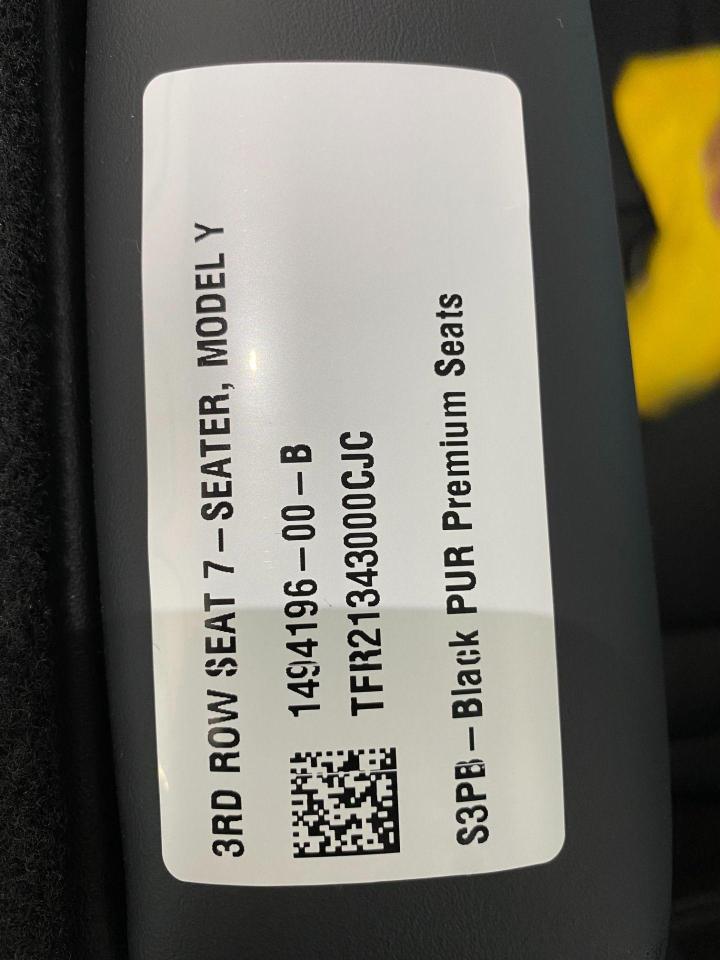 3RD ROW SEAT 7-SEATER, MODEL Y
1494196-00-B
TFR21343000CJC
S3PB-Black PUR Premium Seats